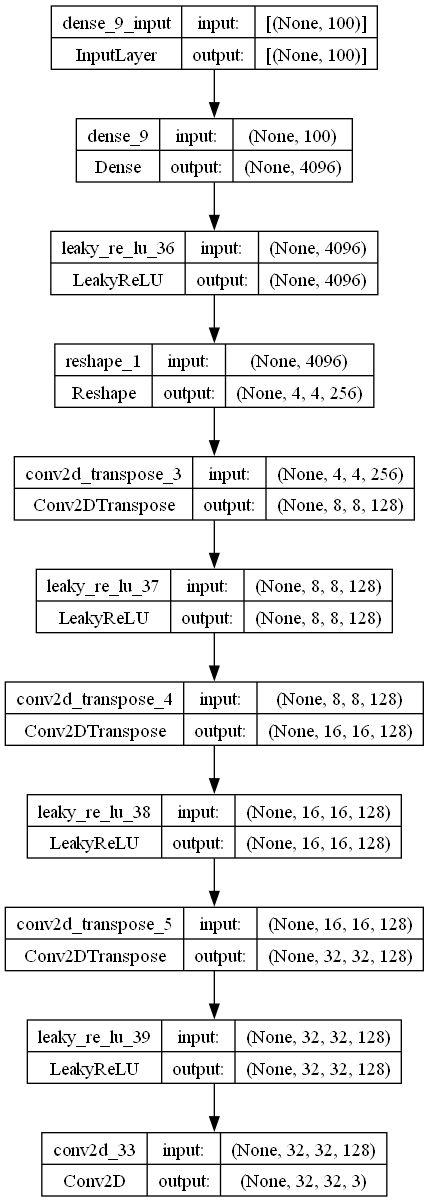 dense_9_input input: [(None, 100)]
InputLayer output: [(None, 100)]
dense_9 input: (None, 100)
Dense output: (None, 4096)
leaky_re_lu_36 input: (None, 4096)
LeakyReLU output: (None, 4096)
reshape_1 input: (None, 4096)
Reshape output: (None, 4, 4, 256)
conv2d_transpose_3 input: (None, 4, 4, 256)
Conv2DTranspose output: (None, 8, 8, 128)
leaky_re_lu_37 input: (None, 8, 8, 128)
LeakyReLU output: (None, 8, 8, 128)
conv2d_transpose_4 input: (None, 8, 8, 128)
Conv2DTranspose output: (None, 16, 16, 128)
leaky_re_lu_38 input: (None, 16, 16, 128)
LeakyReLU output: (None, 16, 16, 128)
conv2d_transpose_5 input: (None, 16, 16, 128)
Conv2DTranspose output: (None, 32, 32, 128)
leaky_re_lu_39 input: (None, 32, 32, 128)
LeakyReLU output: (None, 32, 32, 128)
conv2d_33 input: (None, 32, 32, 128)
Conv2D output: (None, 32, 32, 3)